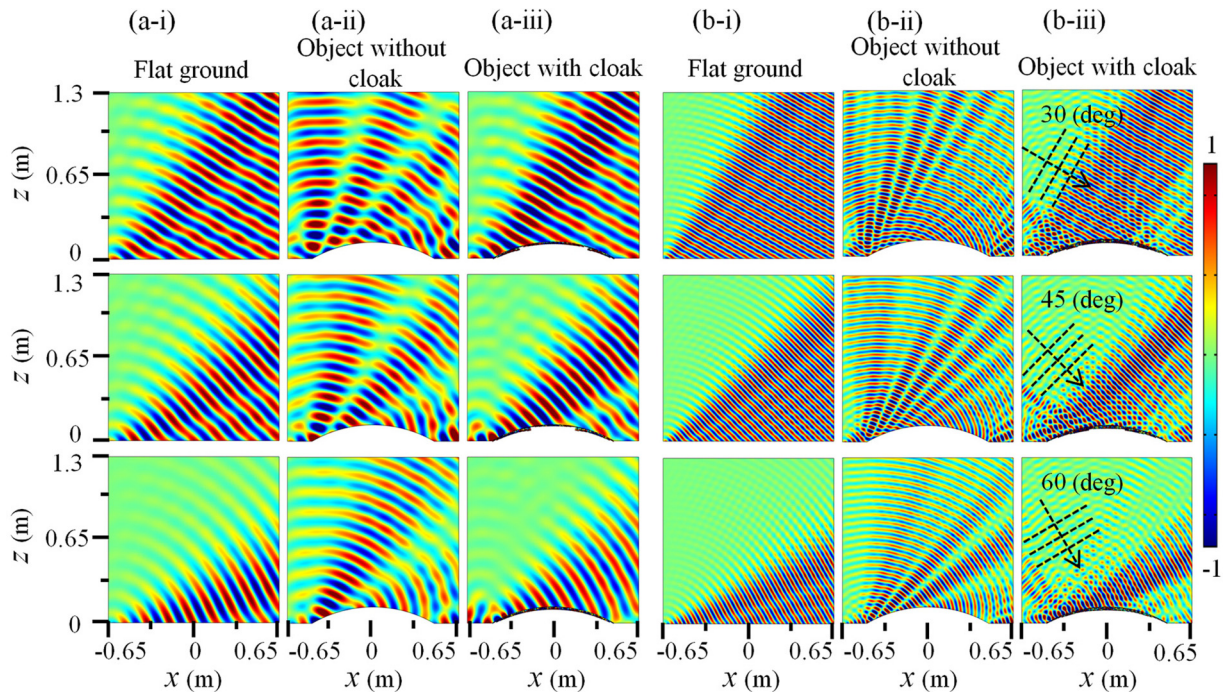 (a-i) (a-ii) (a-iii) (b-i) (b-ii) (b-iii)
Flat ground
Object without
cloak
Object with cloak
Flat ground
Object without
cloak
Object with cloak
1.3
z (m)
0.65
0
30 (deg)
1
1.3
z (m)
0.65
0
45 (deg)
-1
1.3
z (m)
0.65
0
60 (deg)
-0.65 0 0.65 -0.65 0 0.65 -0.65 0 0.65 -0.65 0 0.65 -0.65 0 0.65 -0.65 0 0.65
x (m) x (m) x (m) x (m) x (m) x (m)